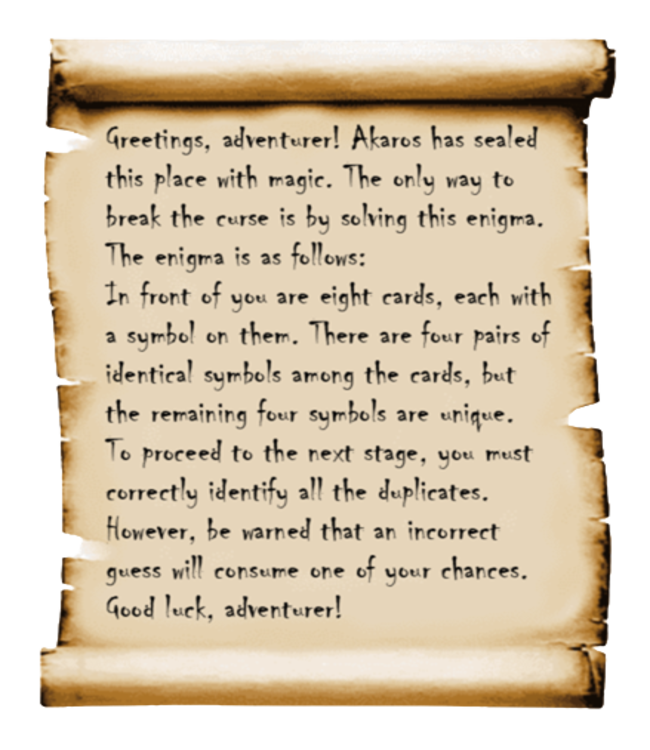 Greetings, adventurer! Akaros has sealed
this place with magic. The only way to
break the curse is by solving this enigma.
The enigma is as follows:
In front of you are eight cards, each with
a symbol on them. There are four pairs of
identical symbols among the cards, but
the remaining four symbols are unique.
To proceed to the next stage, you must
correctly identify all the duplicates.
However, be warned that an incorrect
guess will consume one of your chances.
Good luck, adventurer!